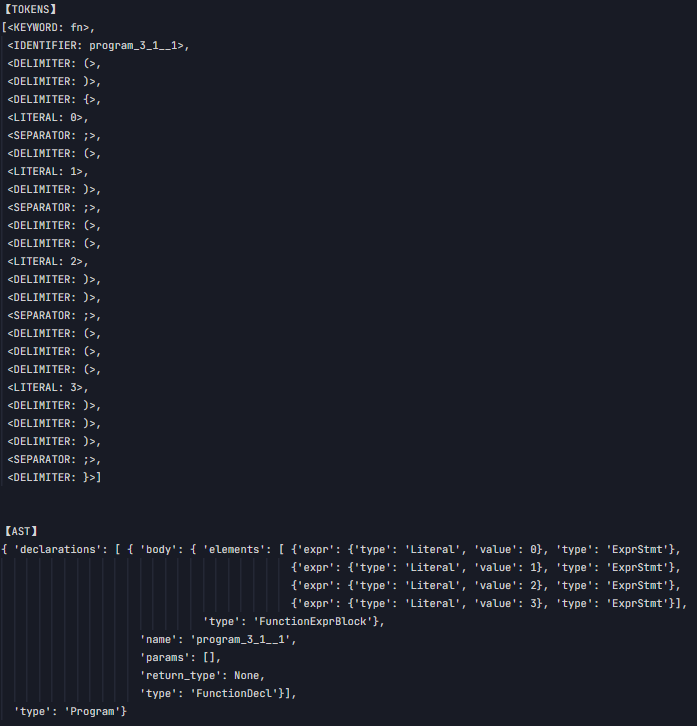 【TOKENS】
[<KEYWORD: fn>,
<IDENTIFIER: program_3_1__1>,
<DELIMITER: (>,
<DELIMITER: )>,
<DELIMITER: {>,
<LITERAL: 0>,
<SEPARATOR: ;>,
<DELIMITER: (>,
<LITERAL: 1>,
<DELIMITER: )>,
<SEPARATOR: ;>,
<DELIMITER: (>,
<DELIMITER: (>,
<LITERAL: 2>,
<DELIMITER: )>,
<DELIMITER: )>,
<SEPARATOR: ;>,
<DELIMITER: (>,
<DELIMITER: (>,
<DELIMITER: (>,
<LITERAL: 3>,
<DELIMITER: )>,
<DELIMITER: )>,
<DELIMITER: )>,
<SEPARATOR: ;>,
<DELIMITER: }>]
【AST】
{ 'declarations': [ { 'body': { 'elements': [ {'expr': {'type': 'Literal', 'value': 0}, 'type': 'ExprStmt'},
{'expr': {'type': 'Literal', 'value': 1}, 'type': 'ExprStmt'},
{'expr': {'type': 'Literal', 'value': 2}, 'type': 'ExprStmt'},
{'expr': {'type': 'Literal', 'value': 3}, 'type': 'ExprStmt'}],
'type': 'FunctionExprBlock'},
'name': 'program_3_1__1',
'params': [],
'return_type': None,
'type': 'FunctionDecl'}],
'type': 'Program'}